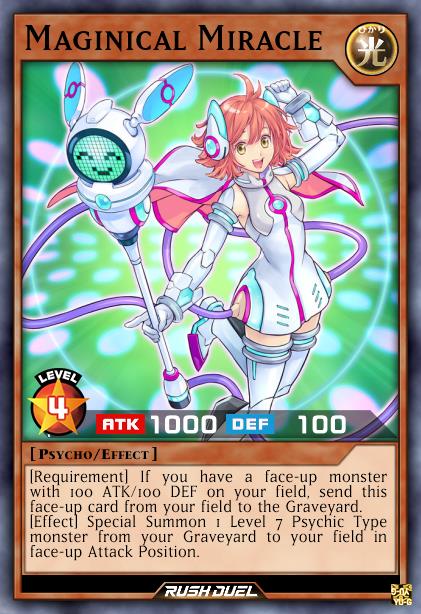 Maginical Miracle
ひかり
光
LEVEL
4
ATK 1000 DEF 100
[Psycho/Effect]
[Requirement] If you have a face-up monster
with 100 ATK/100 DEF on your field, send this
face-up card from your field to the Graveyard.
[Effect] Special Summon 1 Level 7 Psychic Type
monster from your Graveyard to your field in
face-up Attack Position.
RUSH DUEL